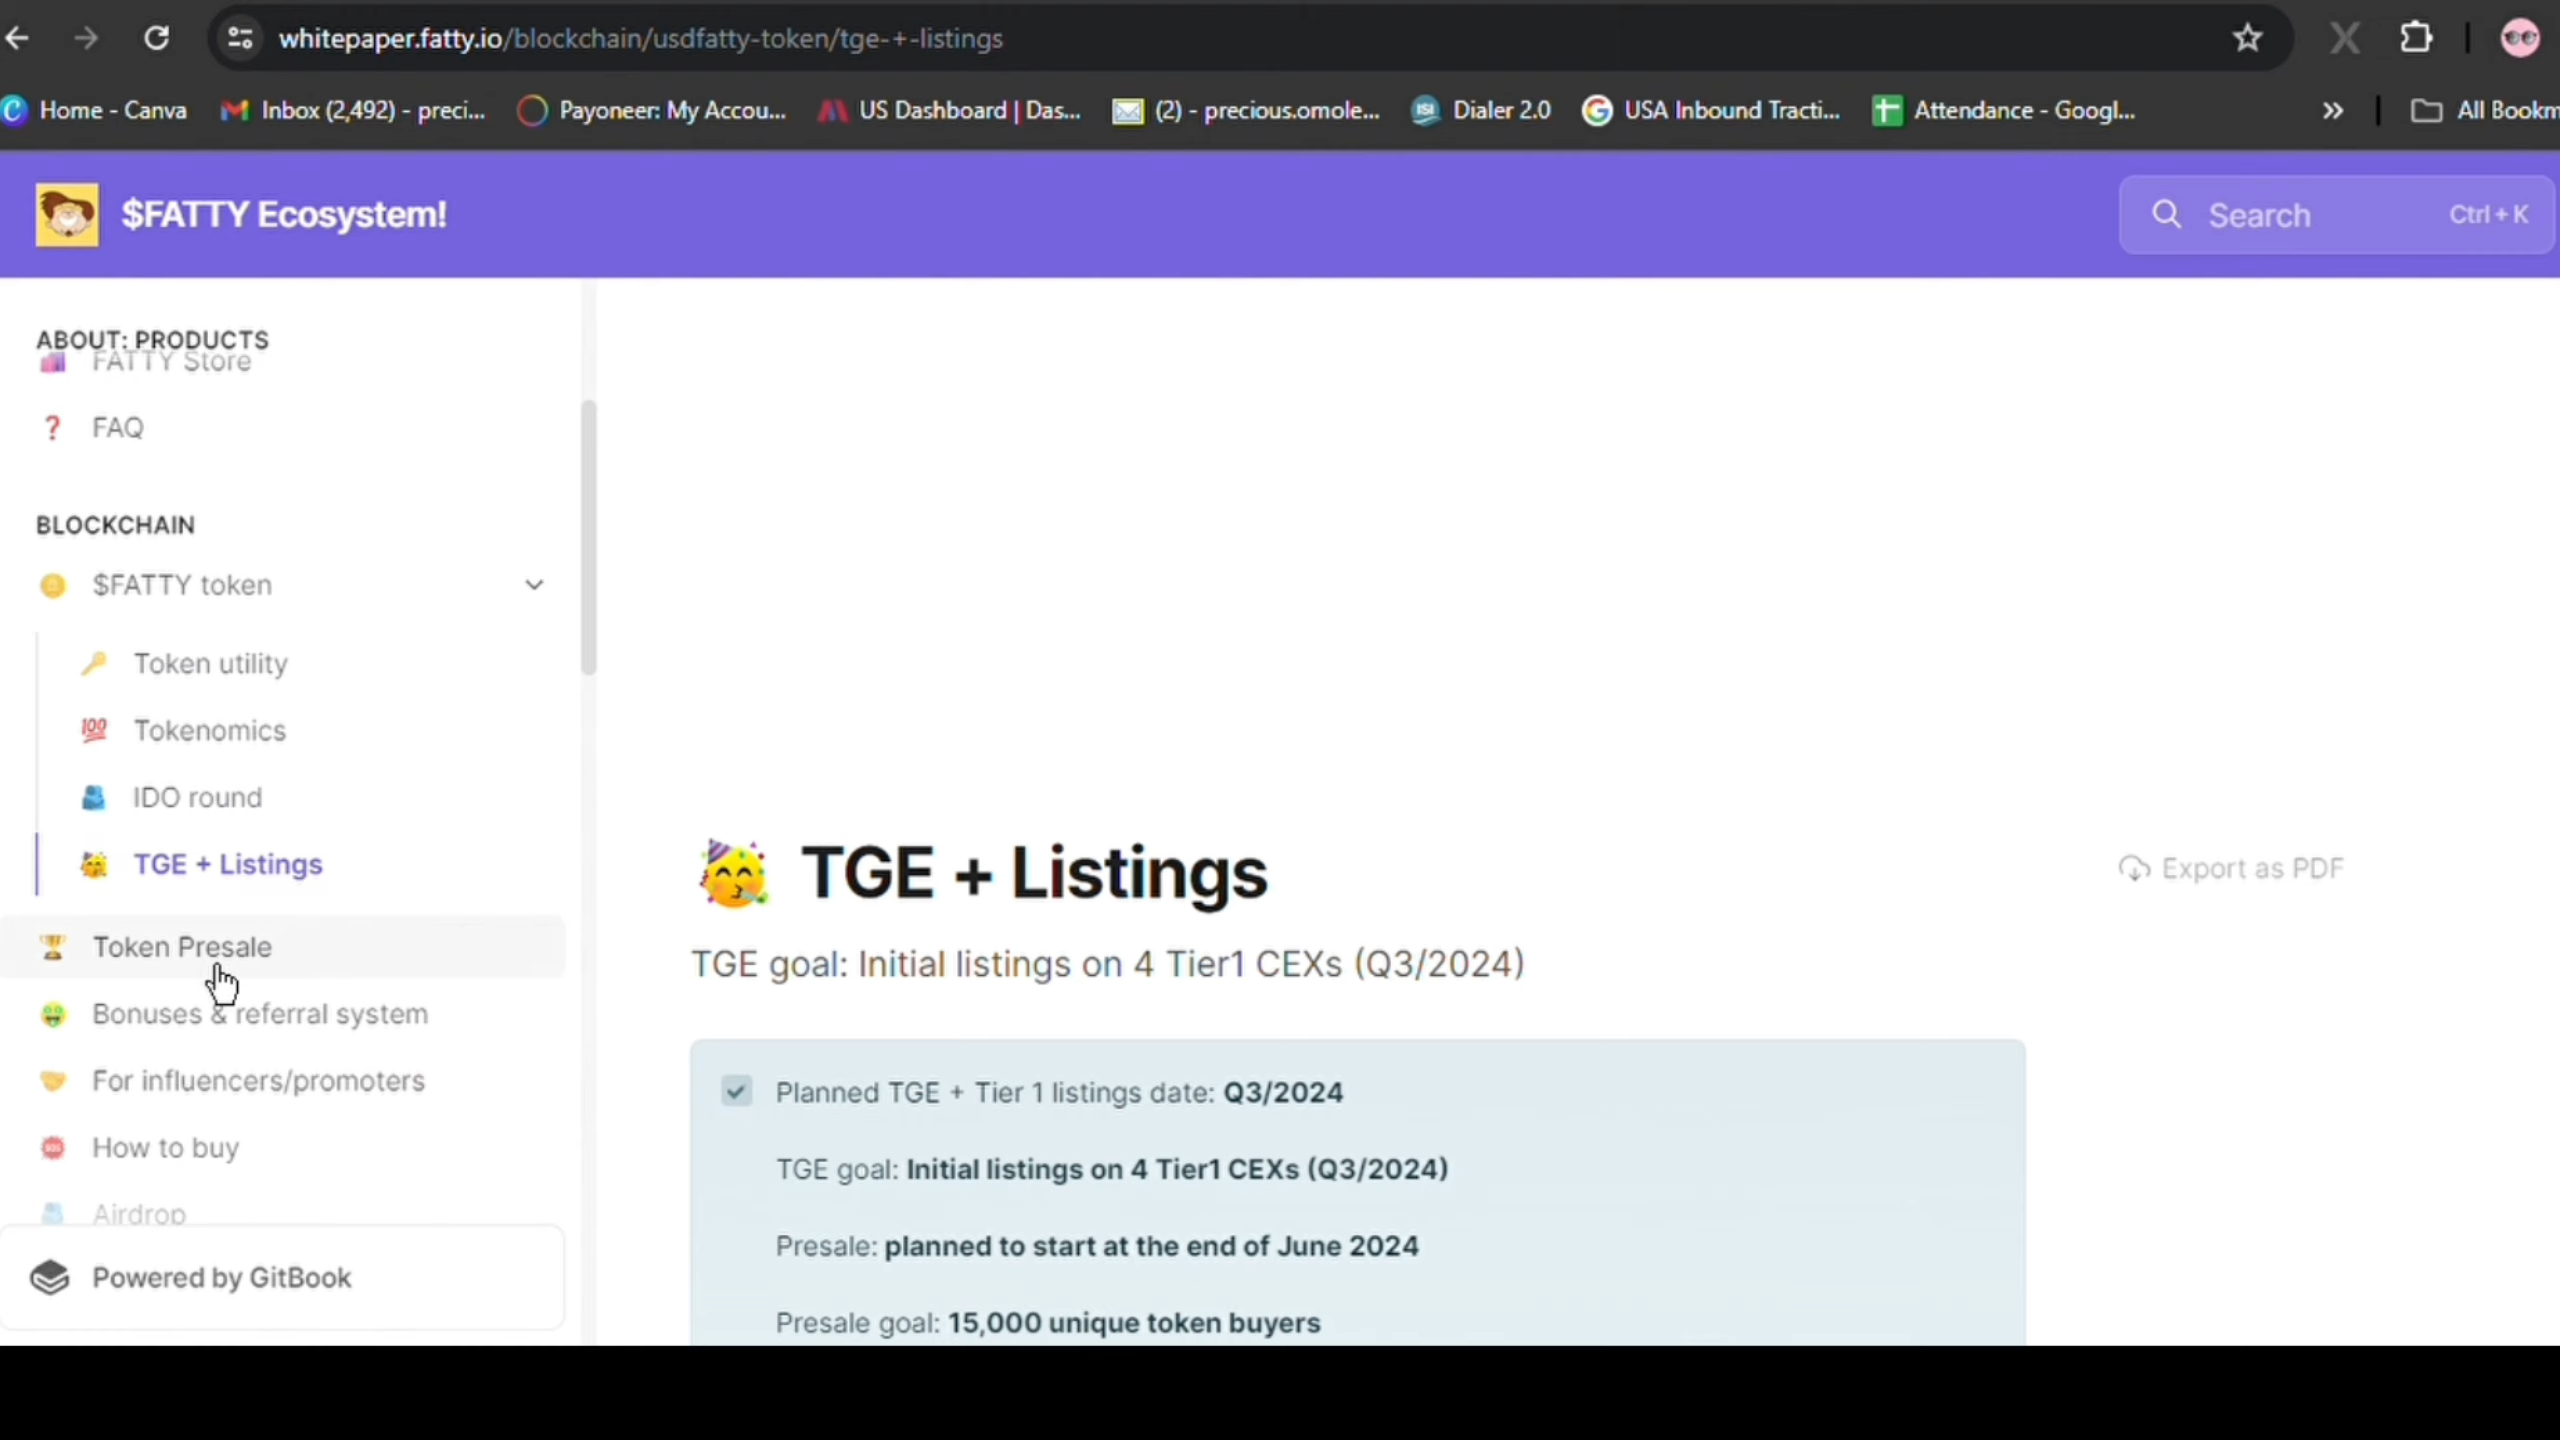 whitepaper.fatty.io/blockchain/usdfatty-token/tge-+-listings
Home - Canva
Inbox (2,492) - preci...
Payoneer: My Accou...
US Dashboard | Das...
(2) - precious.omole...
Dialer 2.0
USA Inbound Tracti...
Attendance - Googl...
All Bookm
$FATTY Ecosystem!
Search
Ctrl + K
ABOUT: PRODUCTS
FATTY Store
FAQ
BLOCKCHAIN
$FATTY token
Token utility
Tokenomics
IDO round
TGE + Listings
Token Presale
Bonuses & referral system
For influencers/promoters
How to buy
Airdrop
Powered by GitBook
TGE + Listings
Export as PDF
TGE goal: Initial listings on 4 Tier1 CEXs (Q3/2024)
Planned TGE + Tier 1 listings date: Q3/2024
TGE goal: Initial listings on 4 Tier1 CEXs (Q3/2024)
Presale: planned to start at the end of June 2024
Presale goal: 15,000 unique token buyers